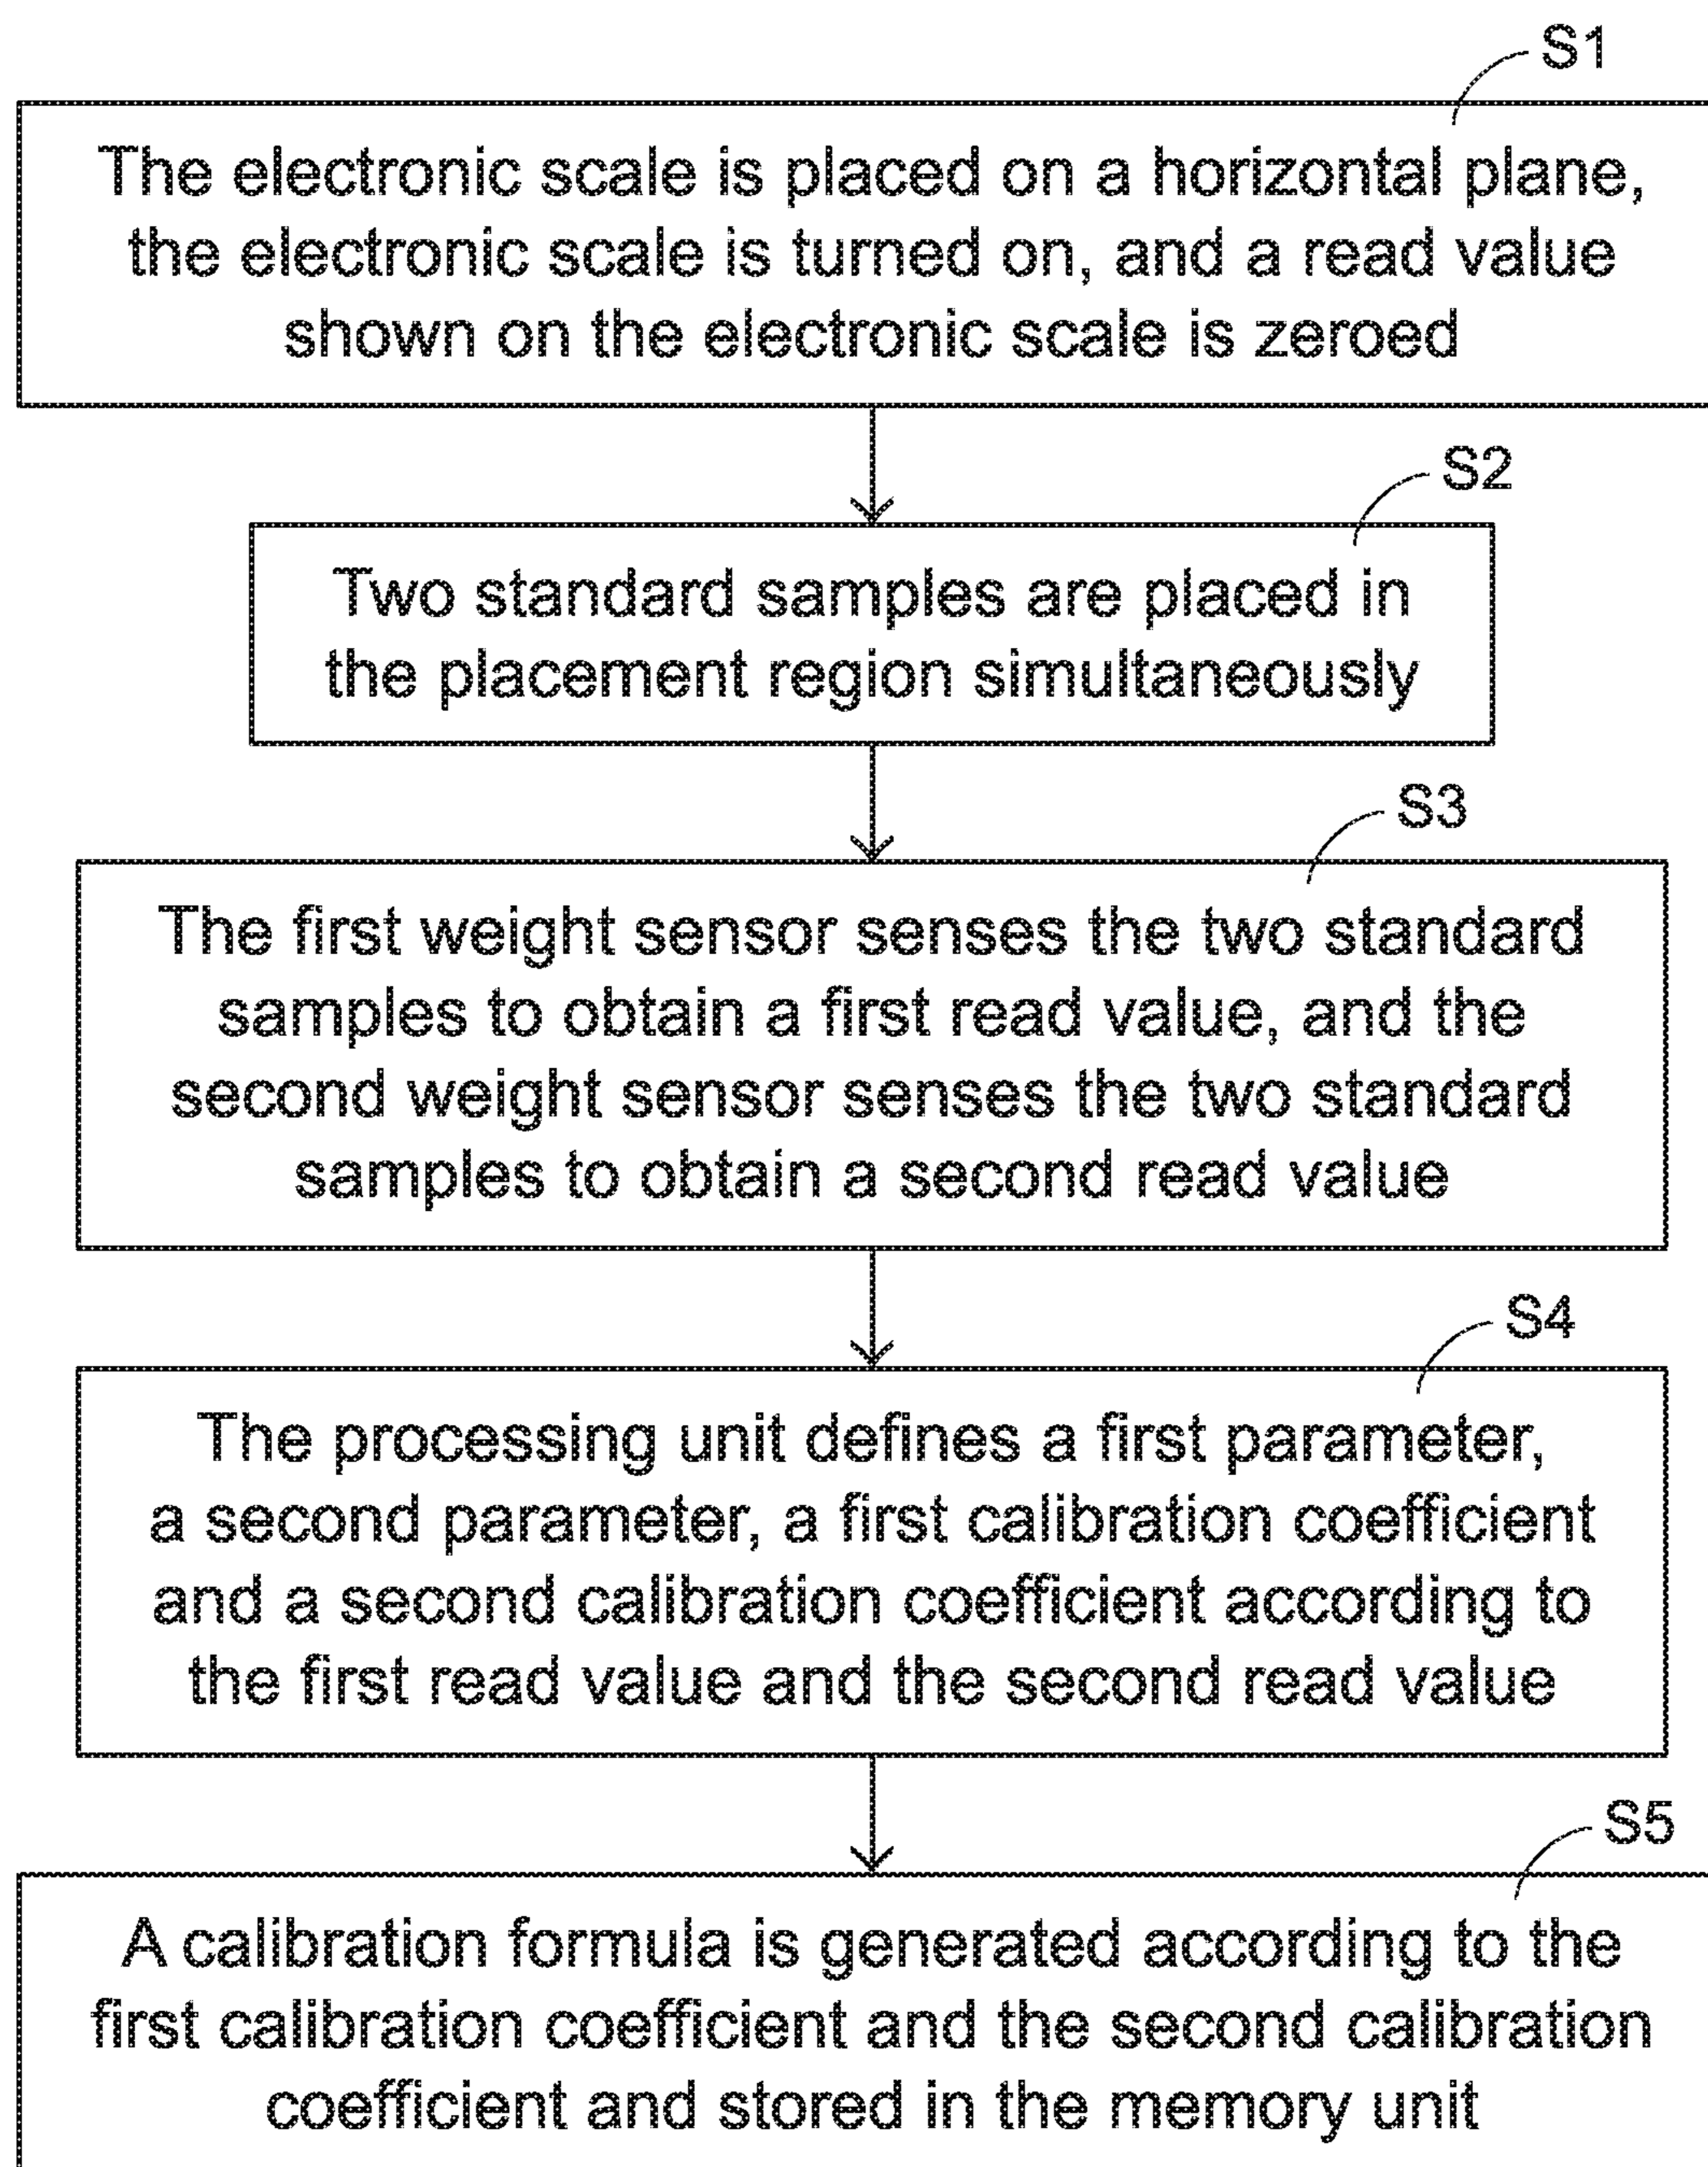 S1
The electronic scale is placed on a horizontal plane,
the electronic scale is turned on, and a read value
shown on the electronic scale is zeroed
S2
Two standard samples are placed in
the placement region simultaneously
S3
The first weight sensor senses the two standard
samples to obtain a first read value, and the
second weight sensor senses the two standard
samples to obtain a second read value
S4
The processing unit defines a first parameter,
a second parameter, a first calibration coefficient
and a second calibration coefficient according to
the first read value and the second read value
S5
A calibration formula is generated according to the
first calibration coefficient and the second calibration
coefficient and stored in the memory unit